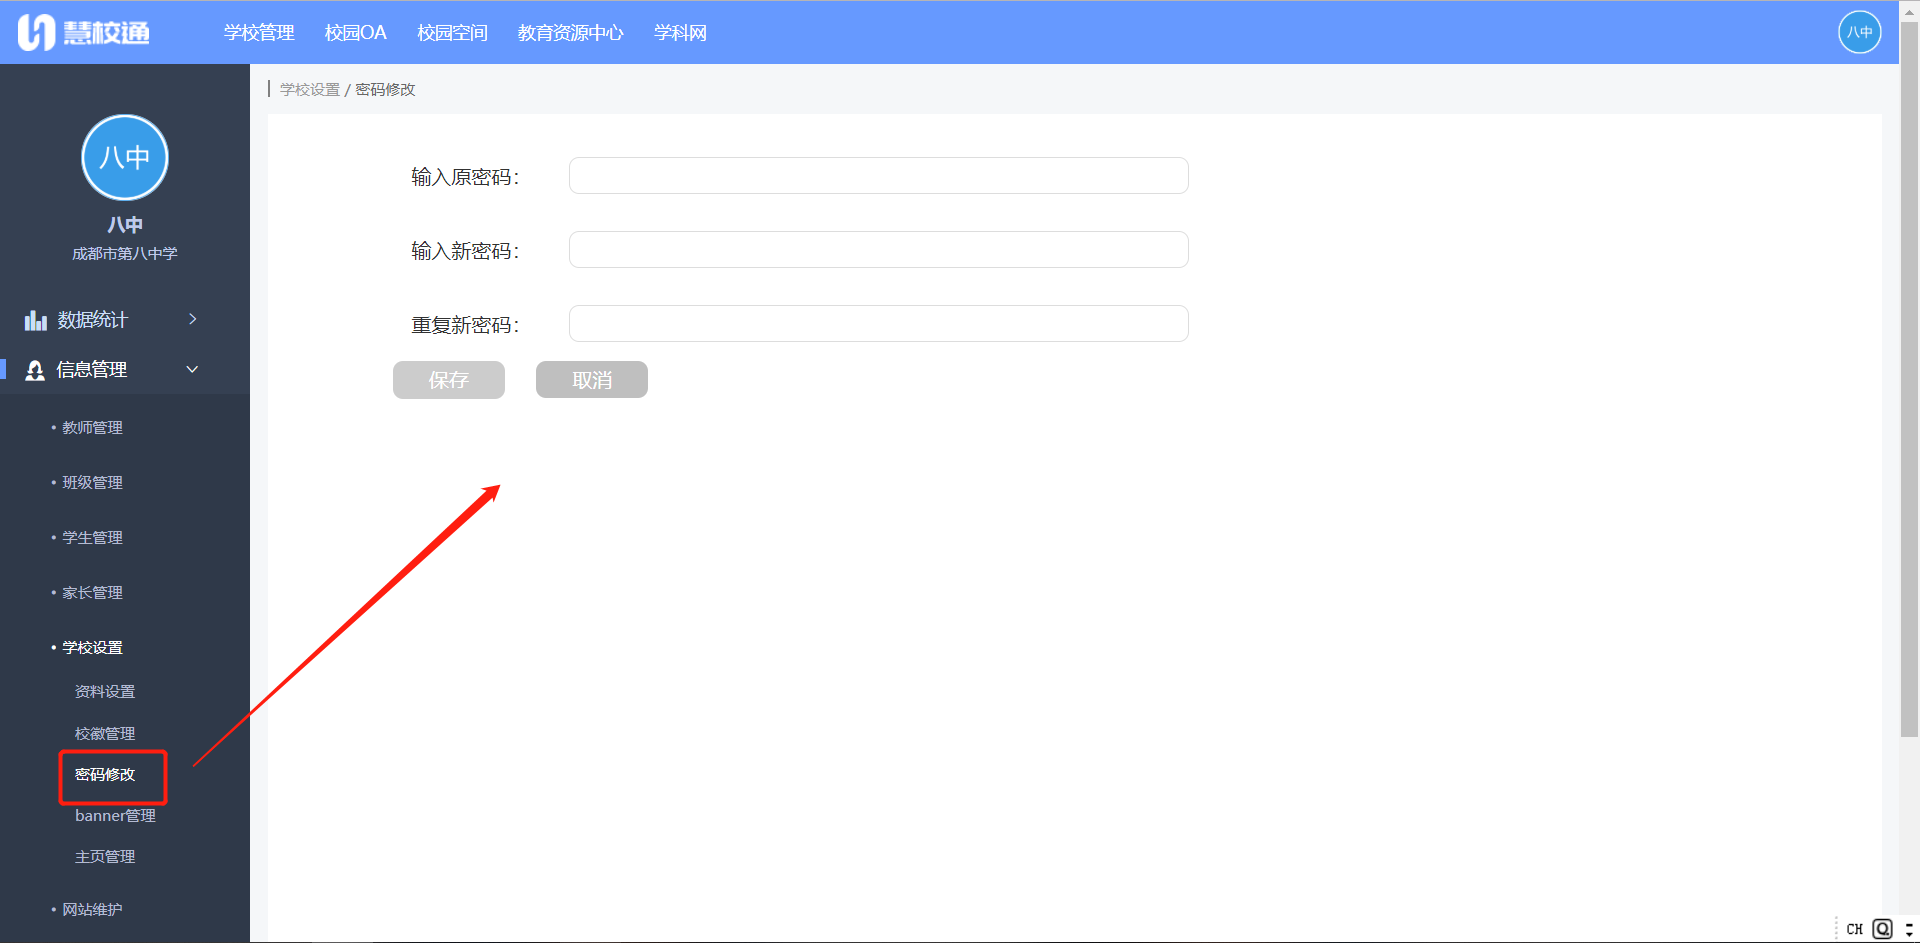 慧校通
学校管理 校园OA 校园空间 教育资源中心 学科网
八中
学校设置 / 密码修改
八中
八中
成都市第八中学
数据统计
信息管理
• 教师管理
• 班级管理
• 学生管理
• 家长管理
• 学校设置
资料设置
校徽管理
密码修改
banner管理
主页管理
• 网站维护
输入原密码：
输入新密码：
重复新密码：
保存 取消
CH